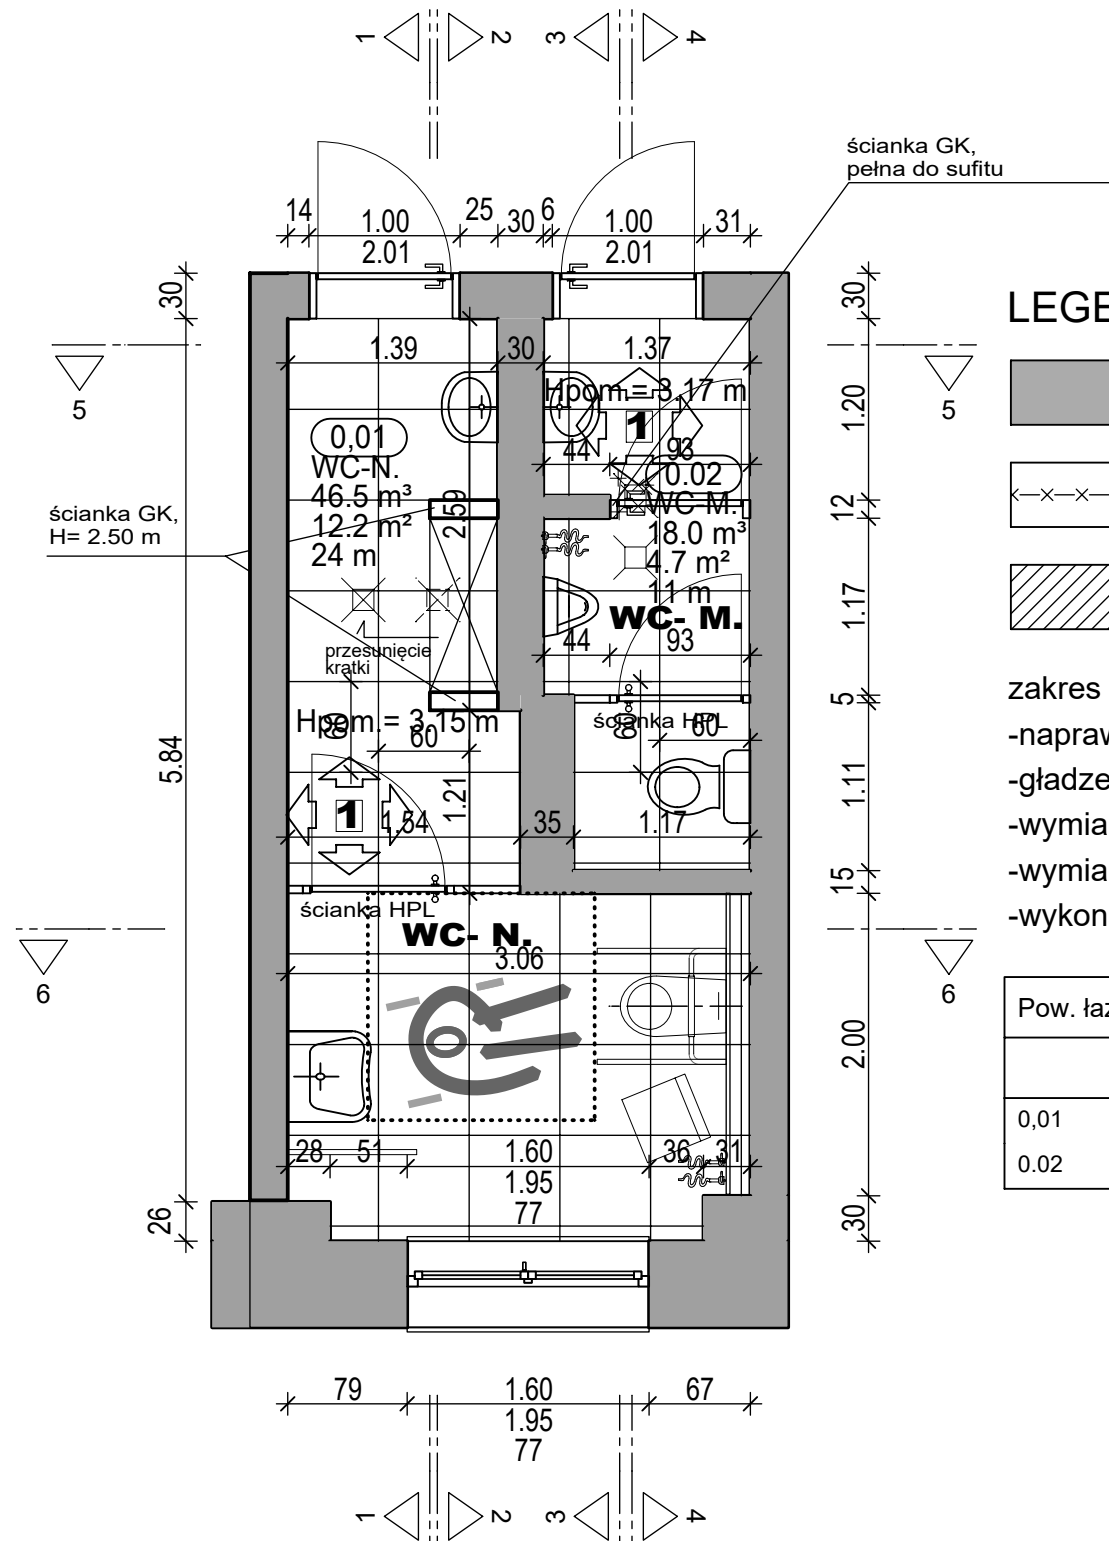 1 2 3 4
ścianka GK,
pełna do sufitu
14 1.00 25 30 6 1.00 31
2.01 2.01
30 30
LEGE
1.39 30 1.37
5 5
Hpom.= 3.17 m
1
1.20
0,01
WC-N.
46.5 m³
12.2 m²
24 m
44 93
0.02
WC-M.
18.0 m³
4.7 m²
11 m
2.59
12
ścianka GK,
H= 2.50 m
1.17
WC- M.
44 93
przesunięcie
kratki
zakres
5
Hpom.= 3.15 m
60 60
ścianka HPL
60 60
-napraw
5.84
-gładze
1.21
1.11
1
1.54 35 1.17
-wymia
15
-wymia
ścianka HPL
-wykon
WC- N.
3.06
6 6
Pow. łaz
2.00
0,01
0.02
28 51 1.60 36 31
1.95
77
26 30
79 1.60 67
1.95
77
1 2 3 4